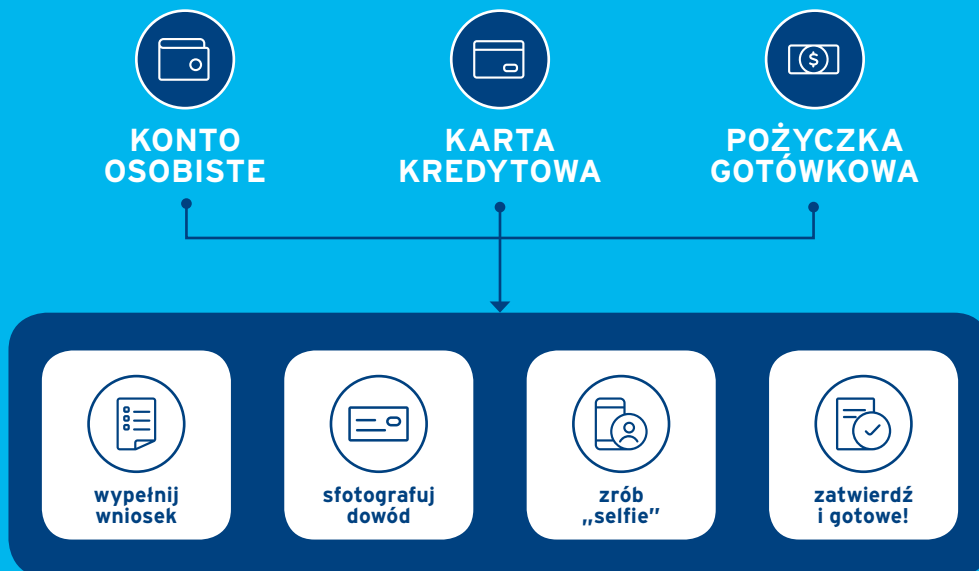 KONTO
OSOBISTE
KARTA
KREDYTOWA
POŻYCZKA
GOTÓWKOWA
wypełnij
wniosek
sfotografuj
dowód
zrób
„selfie”
zatwierdź
i gotowe!